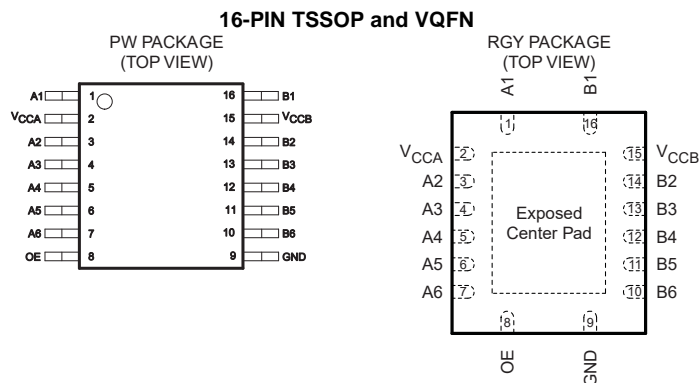 16-PIN TSSOP and VQFN
PW PACKAGE
(TOP VIEW)
A1 1 16 B1
VCCA 2 15 VCCB
A2 3 14 B2
A3 4 13 B3
A4 5 12 B4
A5 6 11 B5
A6 7 10 B6
OE 8 9 GND
RGY PACKAGE
(TOP VIEW)
A1 B1
1 16
VCCA 2 15 VCCB
A2 3 14 B2
A3 4 13 B3
A4 5 12 B4
A5 6 11 B5
A6 7 10 B6
Exposed
Center Pad
8 9
OE GND